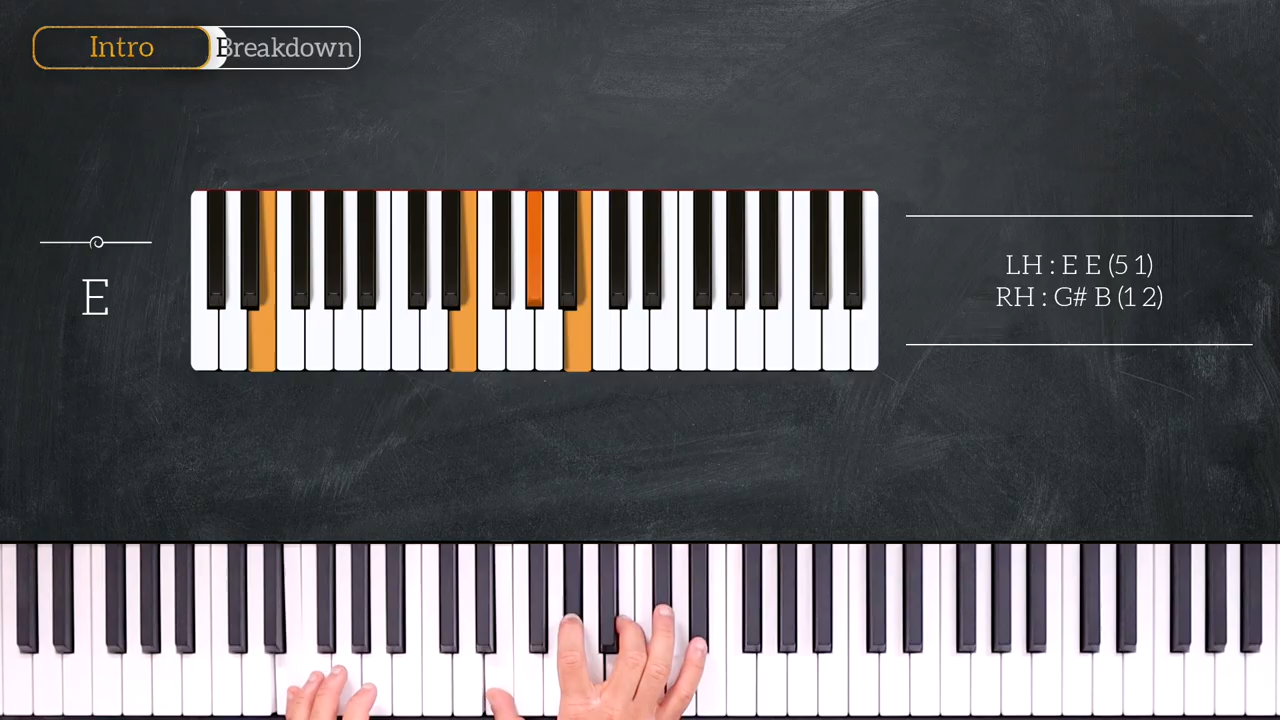 Intro
Breakdown
E
LH : E E (5 1)
RH : G# B (1 2)